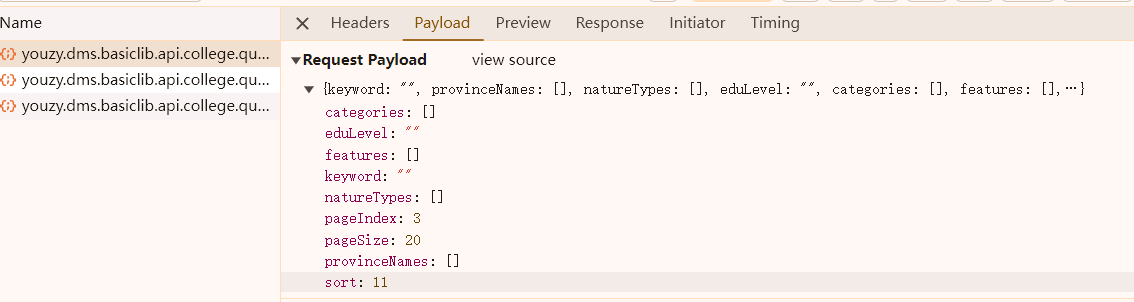 Name
Headers Payload Preview Response Initiator Timing
youzy.dms.basiclib.api.college.qu...
youzy.dms.basiclib.api.college.qu...
youzy.dms.basiclib.api.college.qu...
Request Payload view source
{keyword: "", provinceNames: [], natureTypes: [], eduLevel: "", categories: [], features: [],…}
categories: []
eduLevel: ""
features: []
keyword: ""
natureTypes: []
pageIndex: 3
pageSize: 20
provinceNames: []
sort: 11